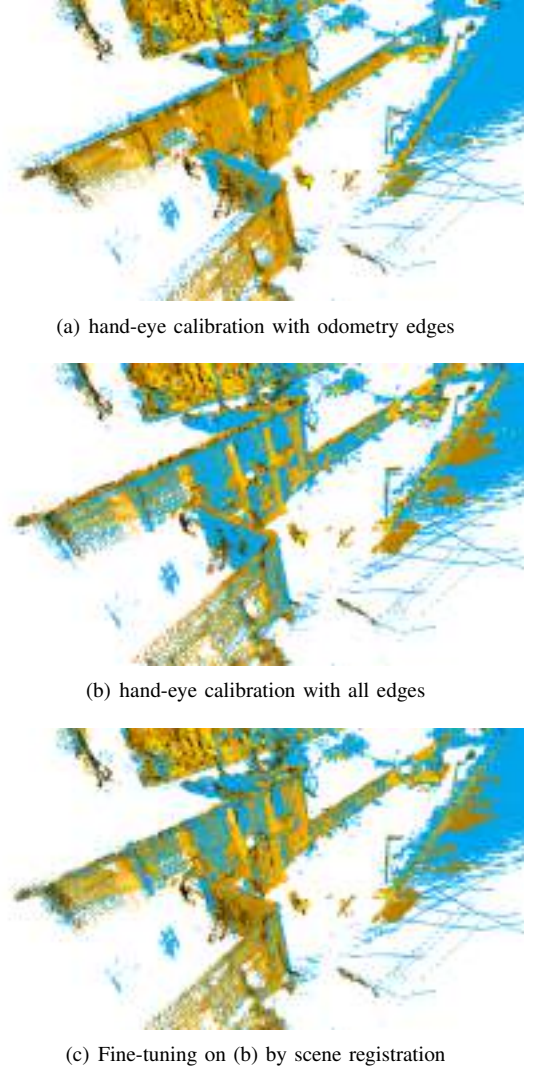 (a) hand-eye calibration with odometry edges
(b) hand-eye calibration with all edges
(c) Fine-tuning on (b) by scene registration